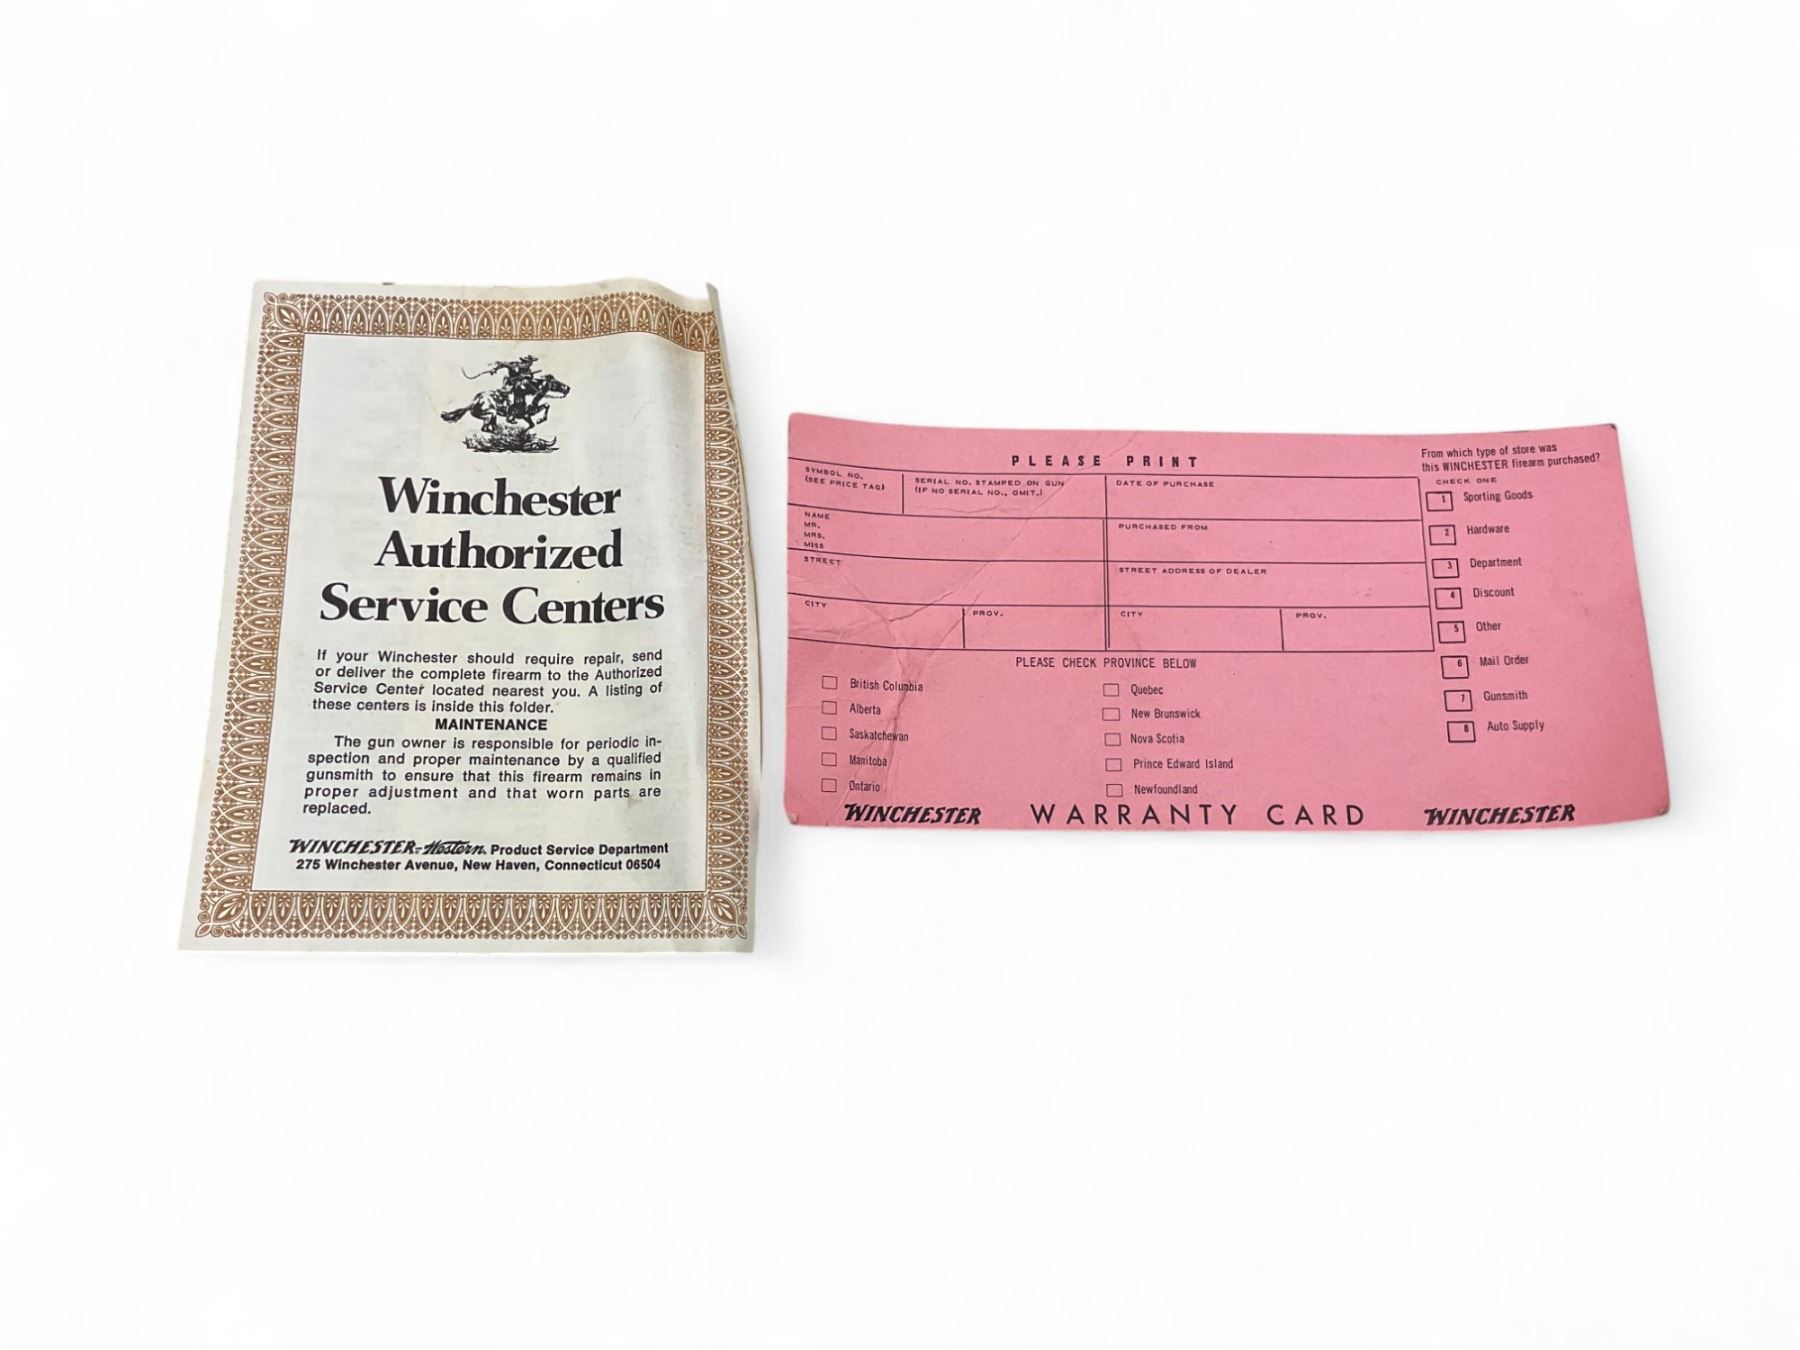 Winchester
Authorized
Service Centers
If your Winchester should require repair, send
or deliver the complete firearm to the Authorized
Service Center located nearest you. A listing of
these centers is inside this folder.
MAINTENANCE
The gun owner is responsible for periodic in-
spection and proper maintenance by a qualified
gunsmith to ensure that this firearm remains in
proper adjustment and that worn parts are
replaced.
WINCHESTER-Western. Product Service Department
275 Winchester Avenue, New Haven, Connecticut 06504
PLEASE PRINT
SYMBOL NO.
(SEE PRICE TAG)
SERIAL NO. STAMPED ON GUN
(IF NO SERIAL NO., OMIT.)
DATE OF PURCHASE
NAME
MR.
MRS.
MISS
PURCHASED FROM
STREET
STREET ADDRESS OF DEALER
CITY
PROV.
CITY
PROV.
PLEASE CHECK PROVINCE BELOW
British Columbia
Alberta
Saskatchewan
Manitoba
Ontario
Quebec
New Brunswick
Nova Scotia
Prince Edward Island
Newfoundland
From which type of store was
this WINCHESTER firearm purchased?
CHECK ONE
1 Sporting Goods
2 Hardware
3 Department
4 Discount
5 Other
6 Mail Order
7 Gunsmith
8 Auto Supply
WINCHESTER WARRANTY CARD WINCHESTER